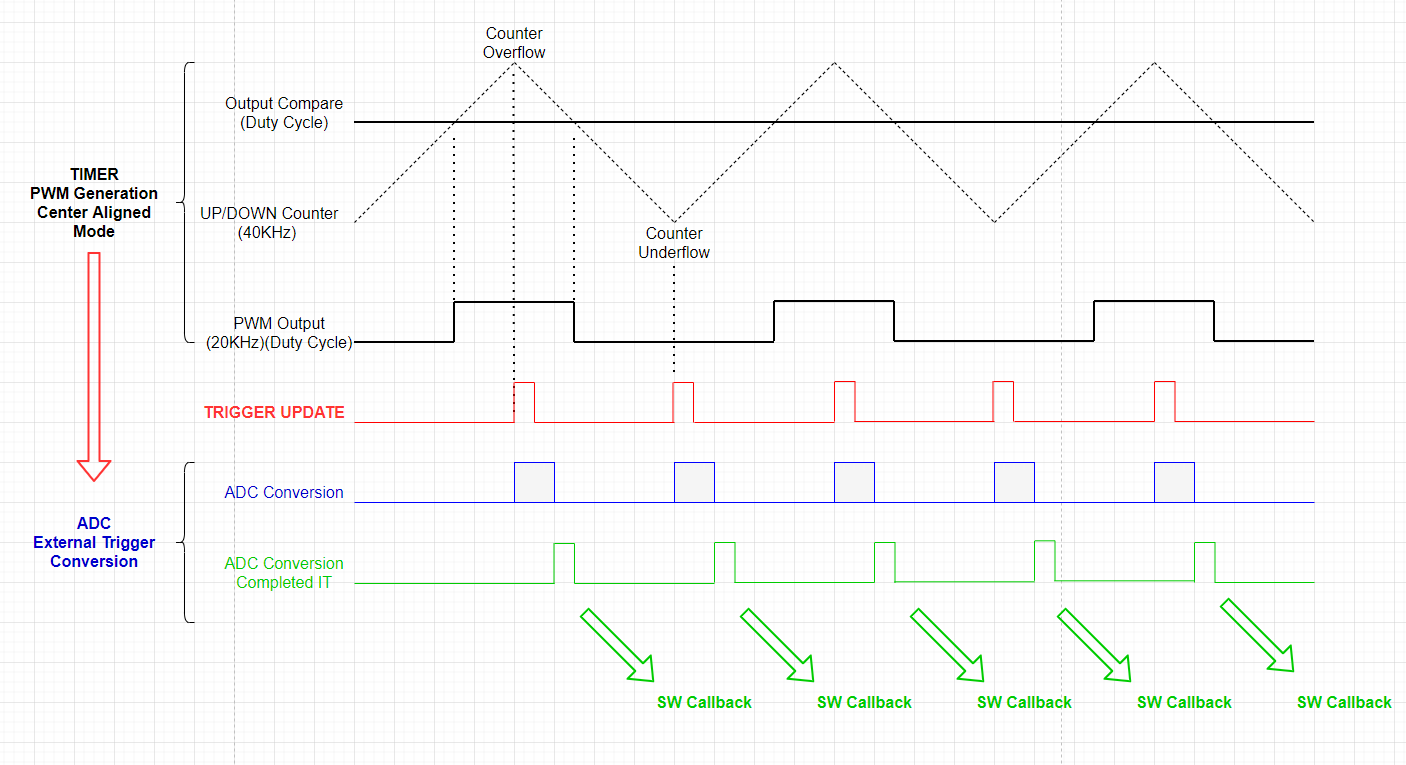 Counter
Overflow
Output Compare
(Duty Cycle)
TIMER
PWM Generation
Center Aligned
Mode
UP/DOWN Counter
(40KHz)
Counter
Underflow
PWM Output
(20KHz)(Duty Cycle)
TRIGGER UPDATE
ADC Conversion
ADC
External Trigger
Conversion
ADC Conversion
Completed IT
SW Callback
SW Callback
SW Callback
SW Callback
SW Callback